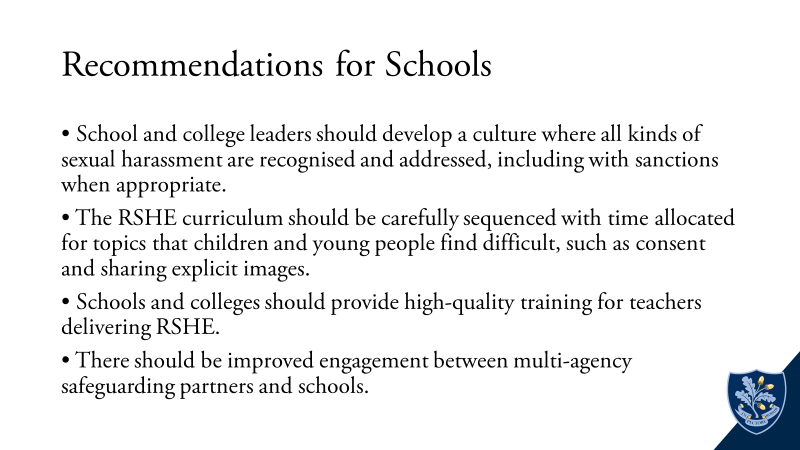 Recommendations for Schools
• School and college leaders should develop a culture where all kinds of
sexual harassment are recognised and addressed, including with sanctions
when appropriate.
• The RSHE curriculum should be carefully sequenced with time allocated
for topics that children and young people find difficult, such as consent
and sharing explicit images.
• Schools and colleges should provide high-quality training for teachers
delivering RSHE.
• There should be improved engagement between multi-agency
safeguarding partners and schools.